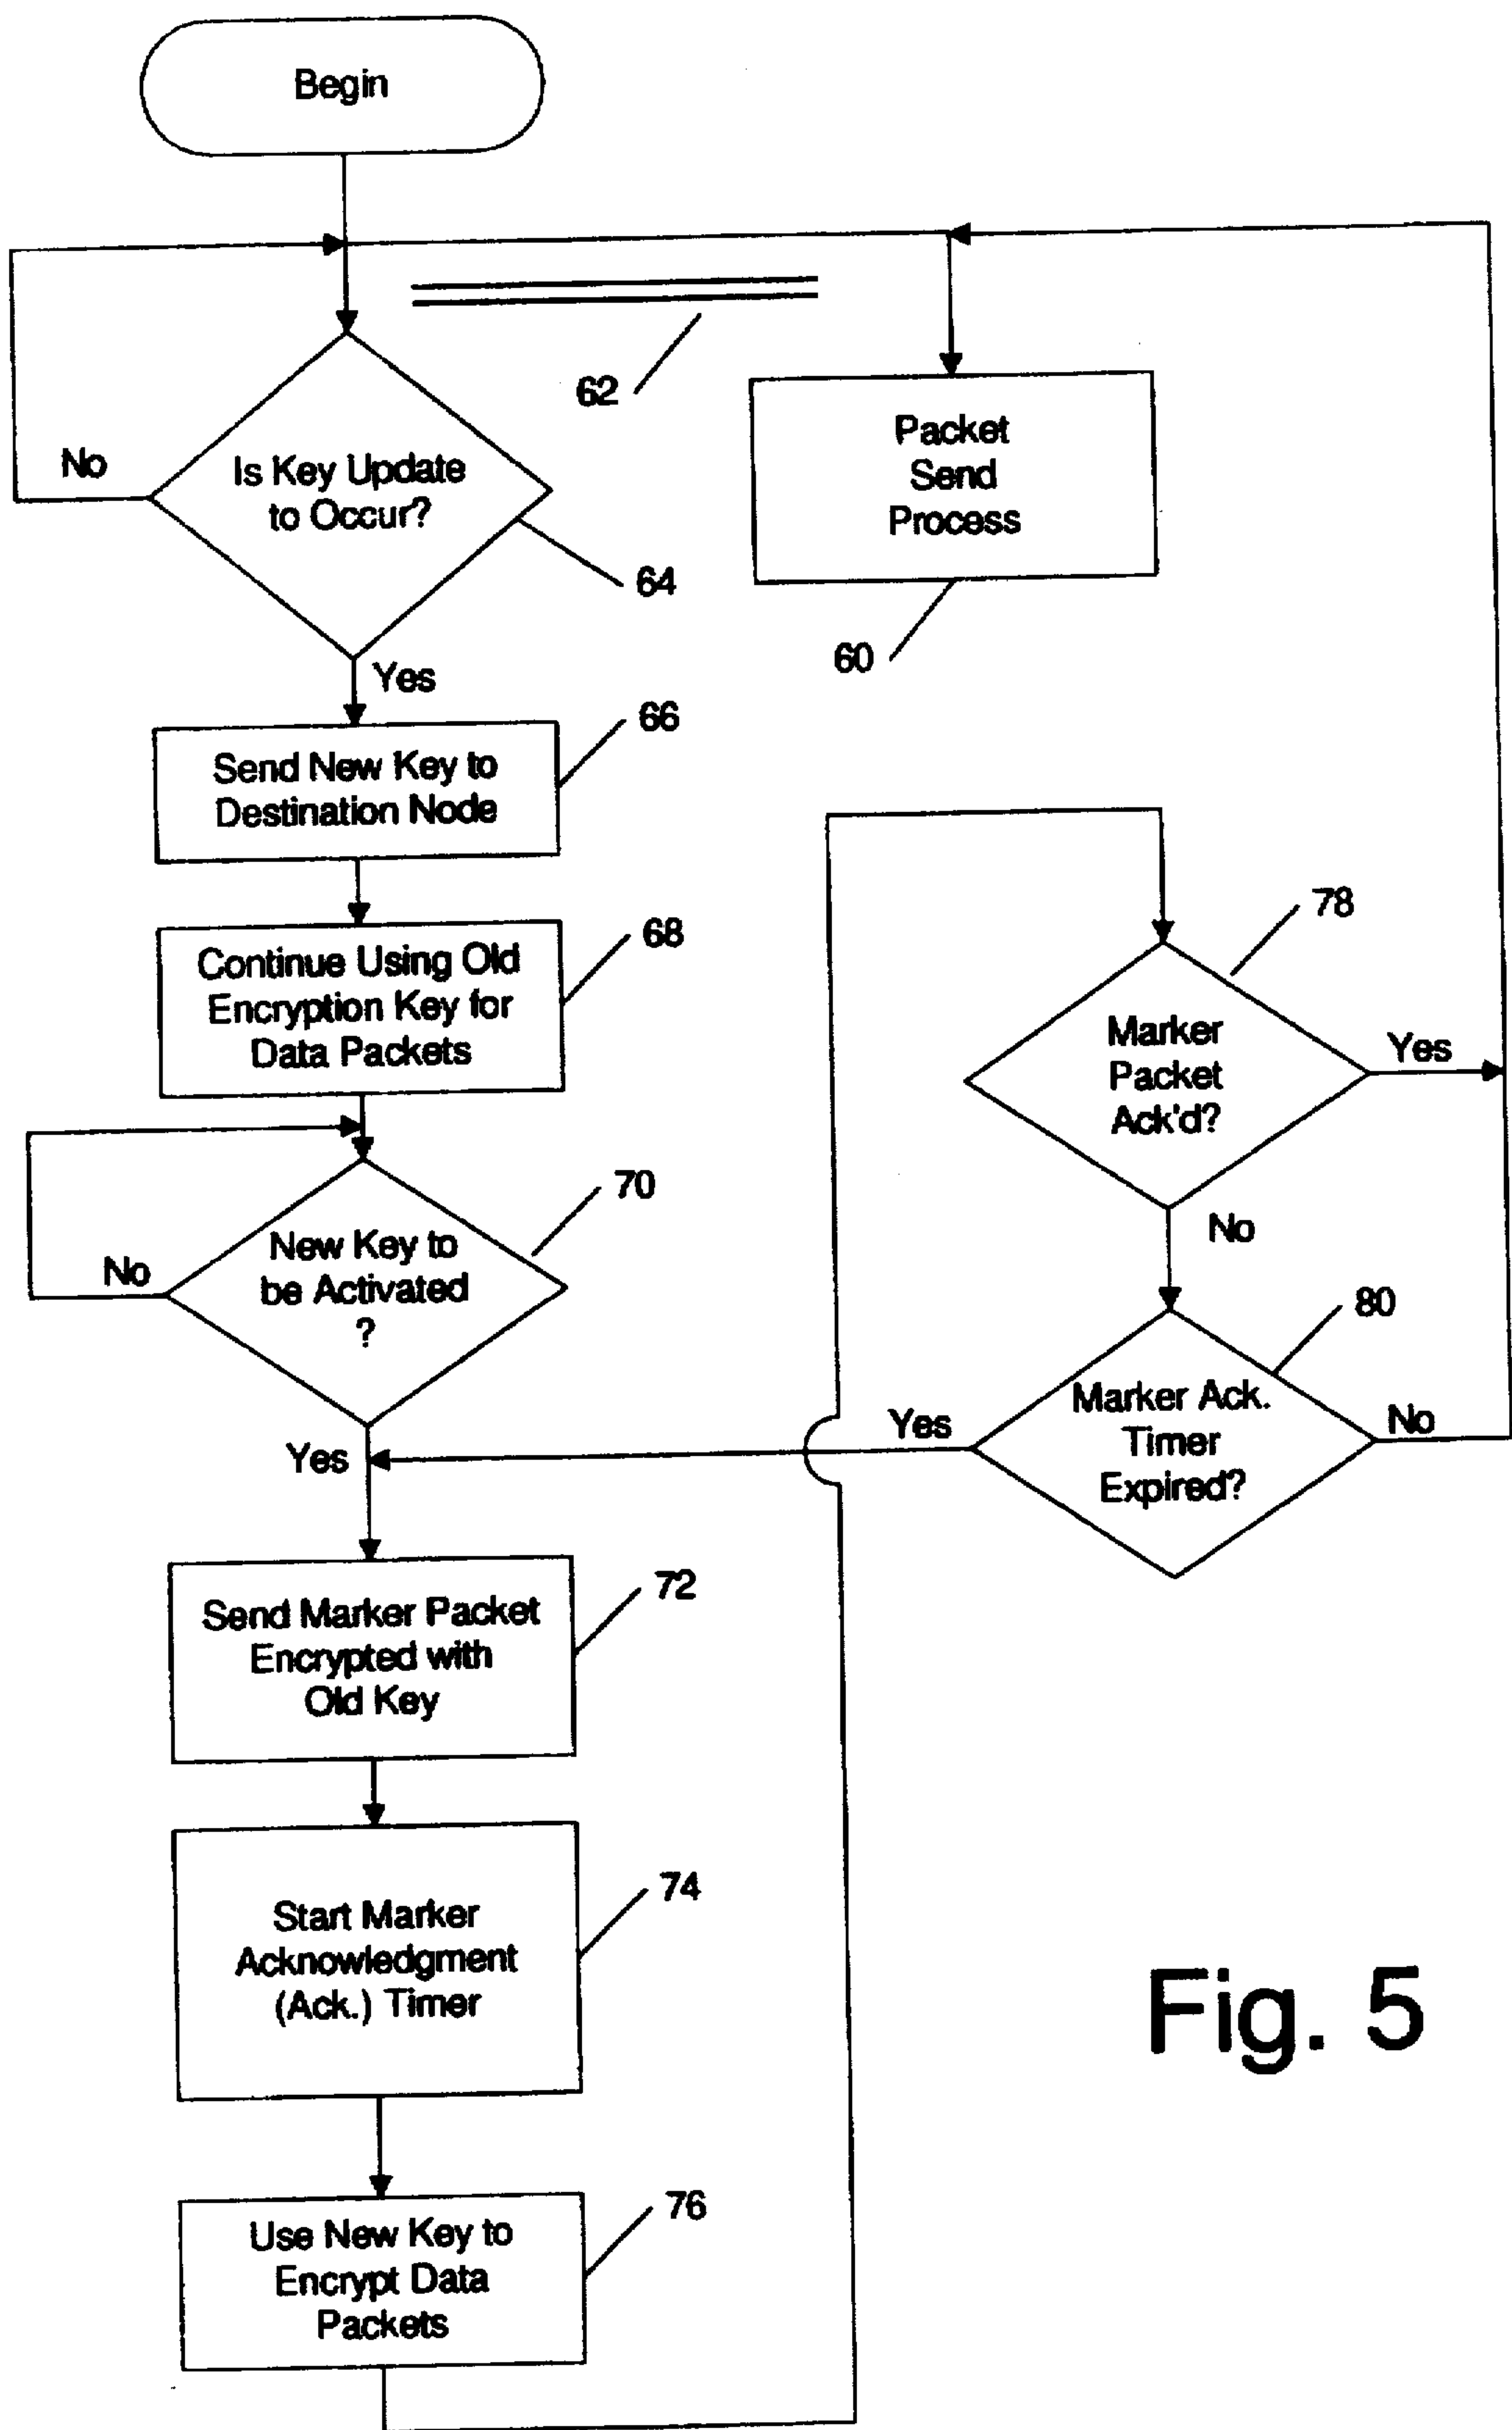 Begin
62
Packet
Send
Process
60
No
Is Key Update
to Occur?
64
Yes
Send New Key to
Destination Node
66
Continue Using Old
Encryption Key for
Data Packets
68
New Key to
be Activated
?
70
No
Yes
Send Marker Packet
Encrypted with
Old Key
72
Start Marker
Acknowledgment
(Ack.) Timer
74
Use New Key to
Encrypt Data
Packets
76
Marker
Packet
Ack'd?
78
Yes
No
Marker Ack.
Timer
Expired?
80
Yes
No
Fig. 5